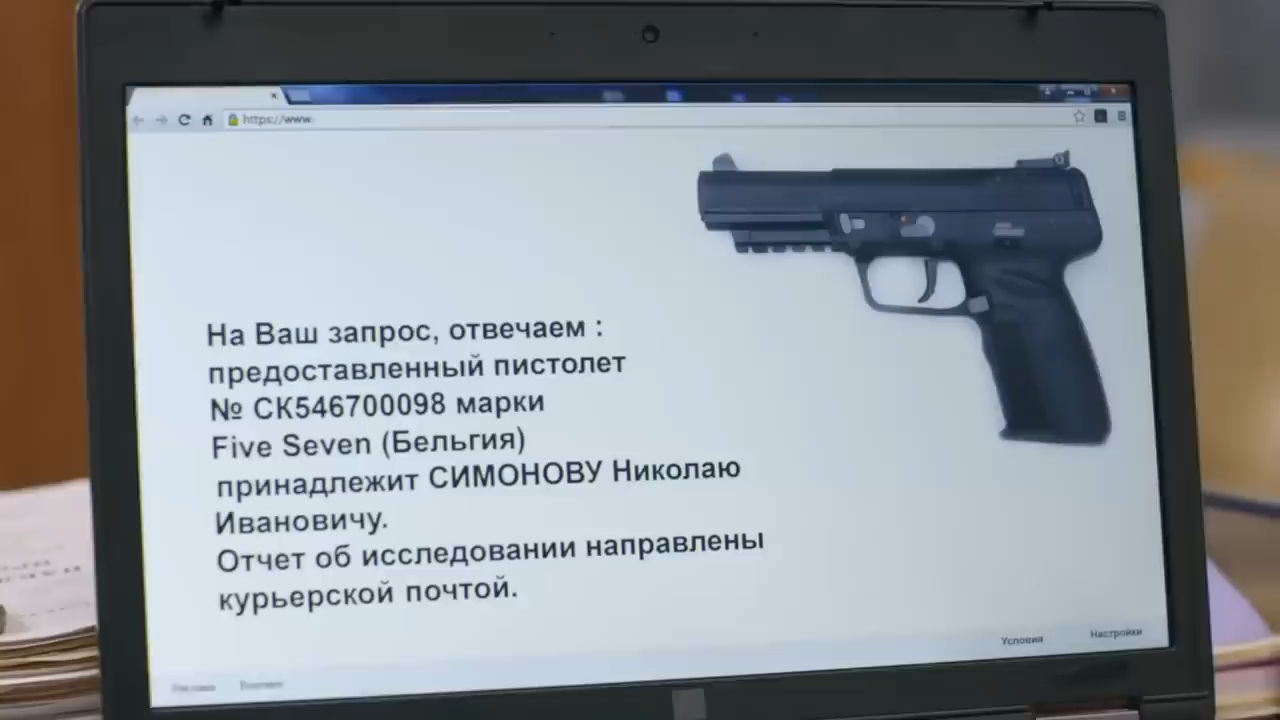 https://www.
На Ваш запрос, отвечаем :
предоставленный пистолет
№ СК546700098 марки
Five Seven (Бельгия)
принадлежит СИМОНОВУ Николаю
Ивановичу.
Отчет об исследовании направлены
курьерской почтой.
Условия Настройки